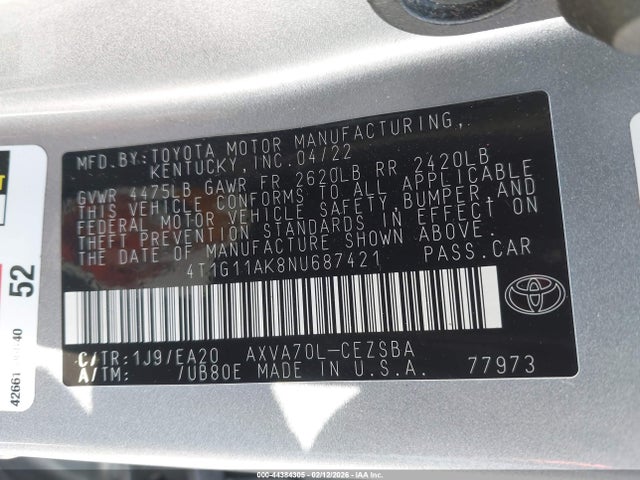 MFD.BY:TOYOTA MOTOR MANUFACTURING,
KENTUCKY, INC.04/22
GVWR 4475LB GAWR FR 2620LB RR 2420LB
THIS VEHICLE CONFORMS TO ALL APPLICABLE
FEDERAL MOTOR VEHICLE SAFETY, BUMPER, AND
THEFT PREVENTION STANDARDS IN EFFECT ON
THE DATE OF MANUFACTURE SHOWN ABOVE.
4T1G11AK8NU687421 PASS.CAR
C/TR:1J9/EA20 AXVA70L-CEZSBA
A/TM: /UB80E MADE IN U.S.A. 77973
52
42661
000-44384305 - 02/12/2026 - COPYRIGHT IAA, INC.